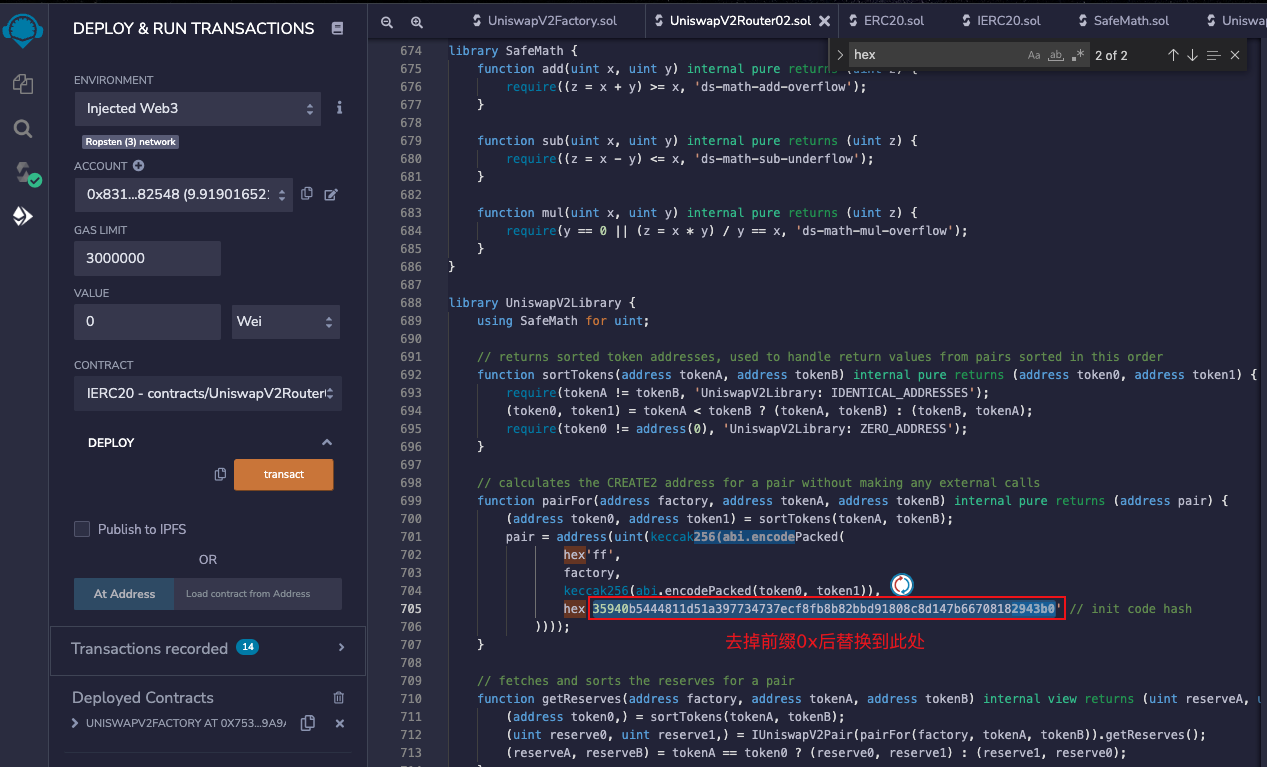 DEPLOY & RUN TRANSACTIONS
ENVIRONMENT
Injected Web3
Ropsten (3) network
ACCOUNT
0x831...82548 (9.919016521
GAS LIMIT
3000000
VALUE
0
Wei
CONTRACT
IERC20 - contracts/UniswapV2Router
DEPLOY
transact
Publish to IPFS
OR
At Address
Load contract from Address
Transactions recorded 14
Deployed Contracts
UNISWAPV2FACTORY AT 0X753...9A9
UniswapV2Factory.sol
UniswapV2Router02.sol
ERC20.sol
IERC20.sol
SafeMath.sol
Uniswa
hex
Aa
ab
.*
2 of 2
674 library SafeMath {
675 function add(uint x, uint y) internal pure returns (uint z) {
676 require((z = x + y) >= x, 'ds-math-add-overflow');
677 }
678
679 function sub(uint x, uint y) internal pure returns (uint z) {
680 require((z = x - y) <= x, 'ds-math-sub-underflow');
681 }
682
683 function mul(uint x, uint y) internal pure returns (uint z) {
684 require(y == 0 || (z = x * y) / y == x, 'ds-math-mul-overflow');
685 }
686 }
687
688 library UniswapV2Library {
689 using SafeMath for uint;
690
691 // returns sorted token addresses, used to handle return values from pairs sorted in this order
692 function sortTokens(address tokenA, address tokenB) internal pure returns (address token0, address token1) {
693 require(tokenA != tokenB, 'UniswapV2Library: IDENTICAL_ADDRESSES');
694 (token0, token1) = tokenA < tokenB ? (tokenA, tokenB) : (tokenB, tokenA);
695 require(token0 != address(0), 'UniswapV2Library: ZERO_ADDRESS');
696 }
697
698 // calculates the CREATE2 address for a pair without making any external calls
699 function pairFor(address factory, address tokenA, address tokenB) internal pure returns (address pair) {
700 (address token0, address token1) = sortTokens(tokenA, tokenB);
701 pair = address(uint(keccak256(abi.encodePacked(
702 hex'ff',
703 factory,
704 keccak256(abi.encodePacked(token0, token1)),
705 hex 35940b5444811d51a397734737ecf8fb8b82bbd91808c8d147b66708182943b0' // init code hash
706 ))));
去掉前缀0x后替换到此处
707 }
708
709 // fetches and sorts the reserves for a pair
710 function getReserves(address factory, address tokenA, address tokenB) internal view returns (uint reserveA, u
711 (address token0,) = sortTokens(tokenA, tokenB);
712 (uint reserve0, uint reserve1,) = IUniswapV2Pair(pairFor(factory, tokenA, tokenB)).getReserves();
713 (reserveA, reserveB) = tokenA == token0 ? (reserve0, reserve1) : (reserve1, reserve0);